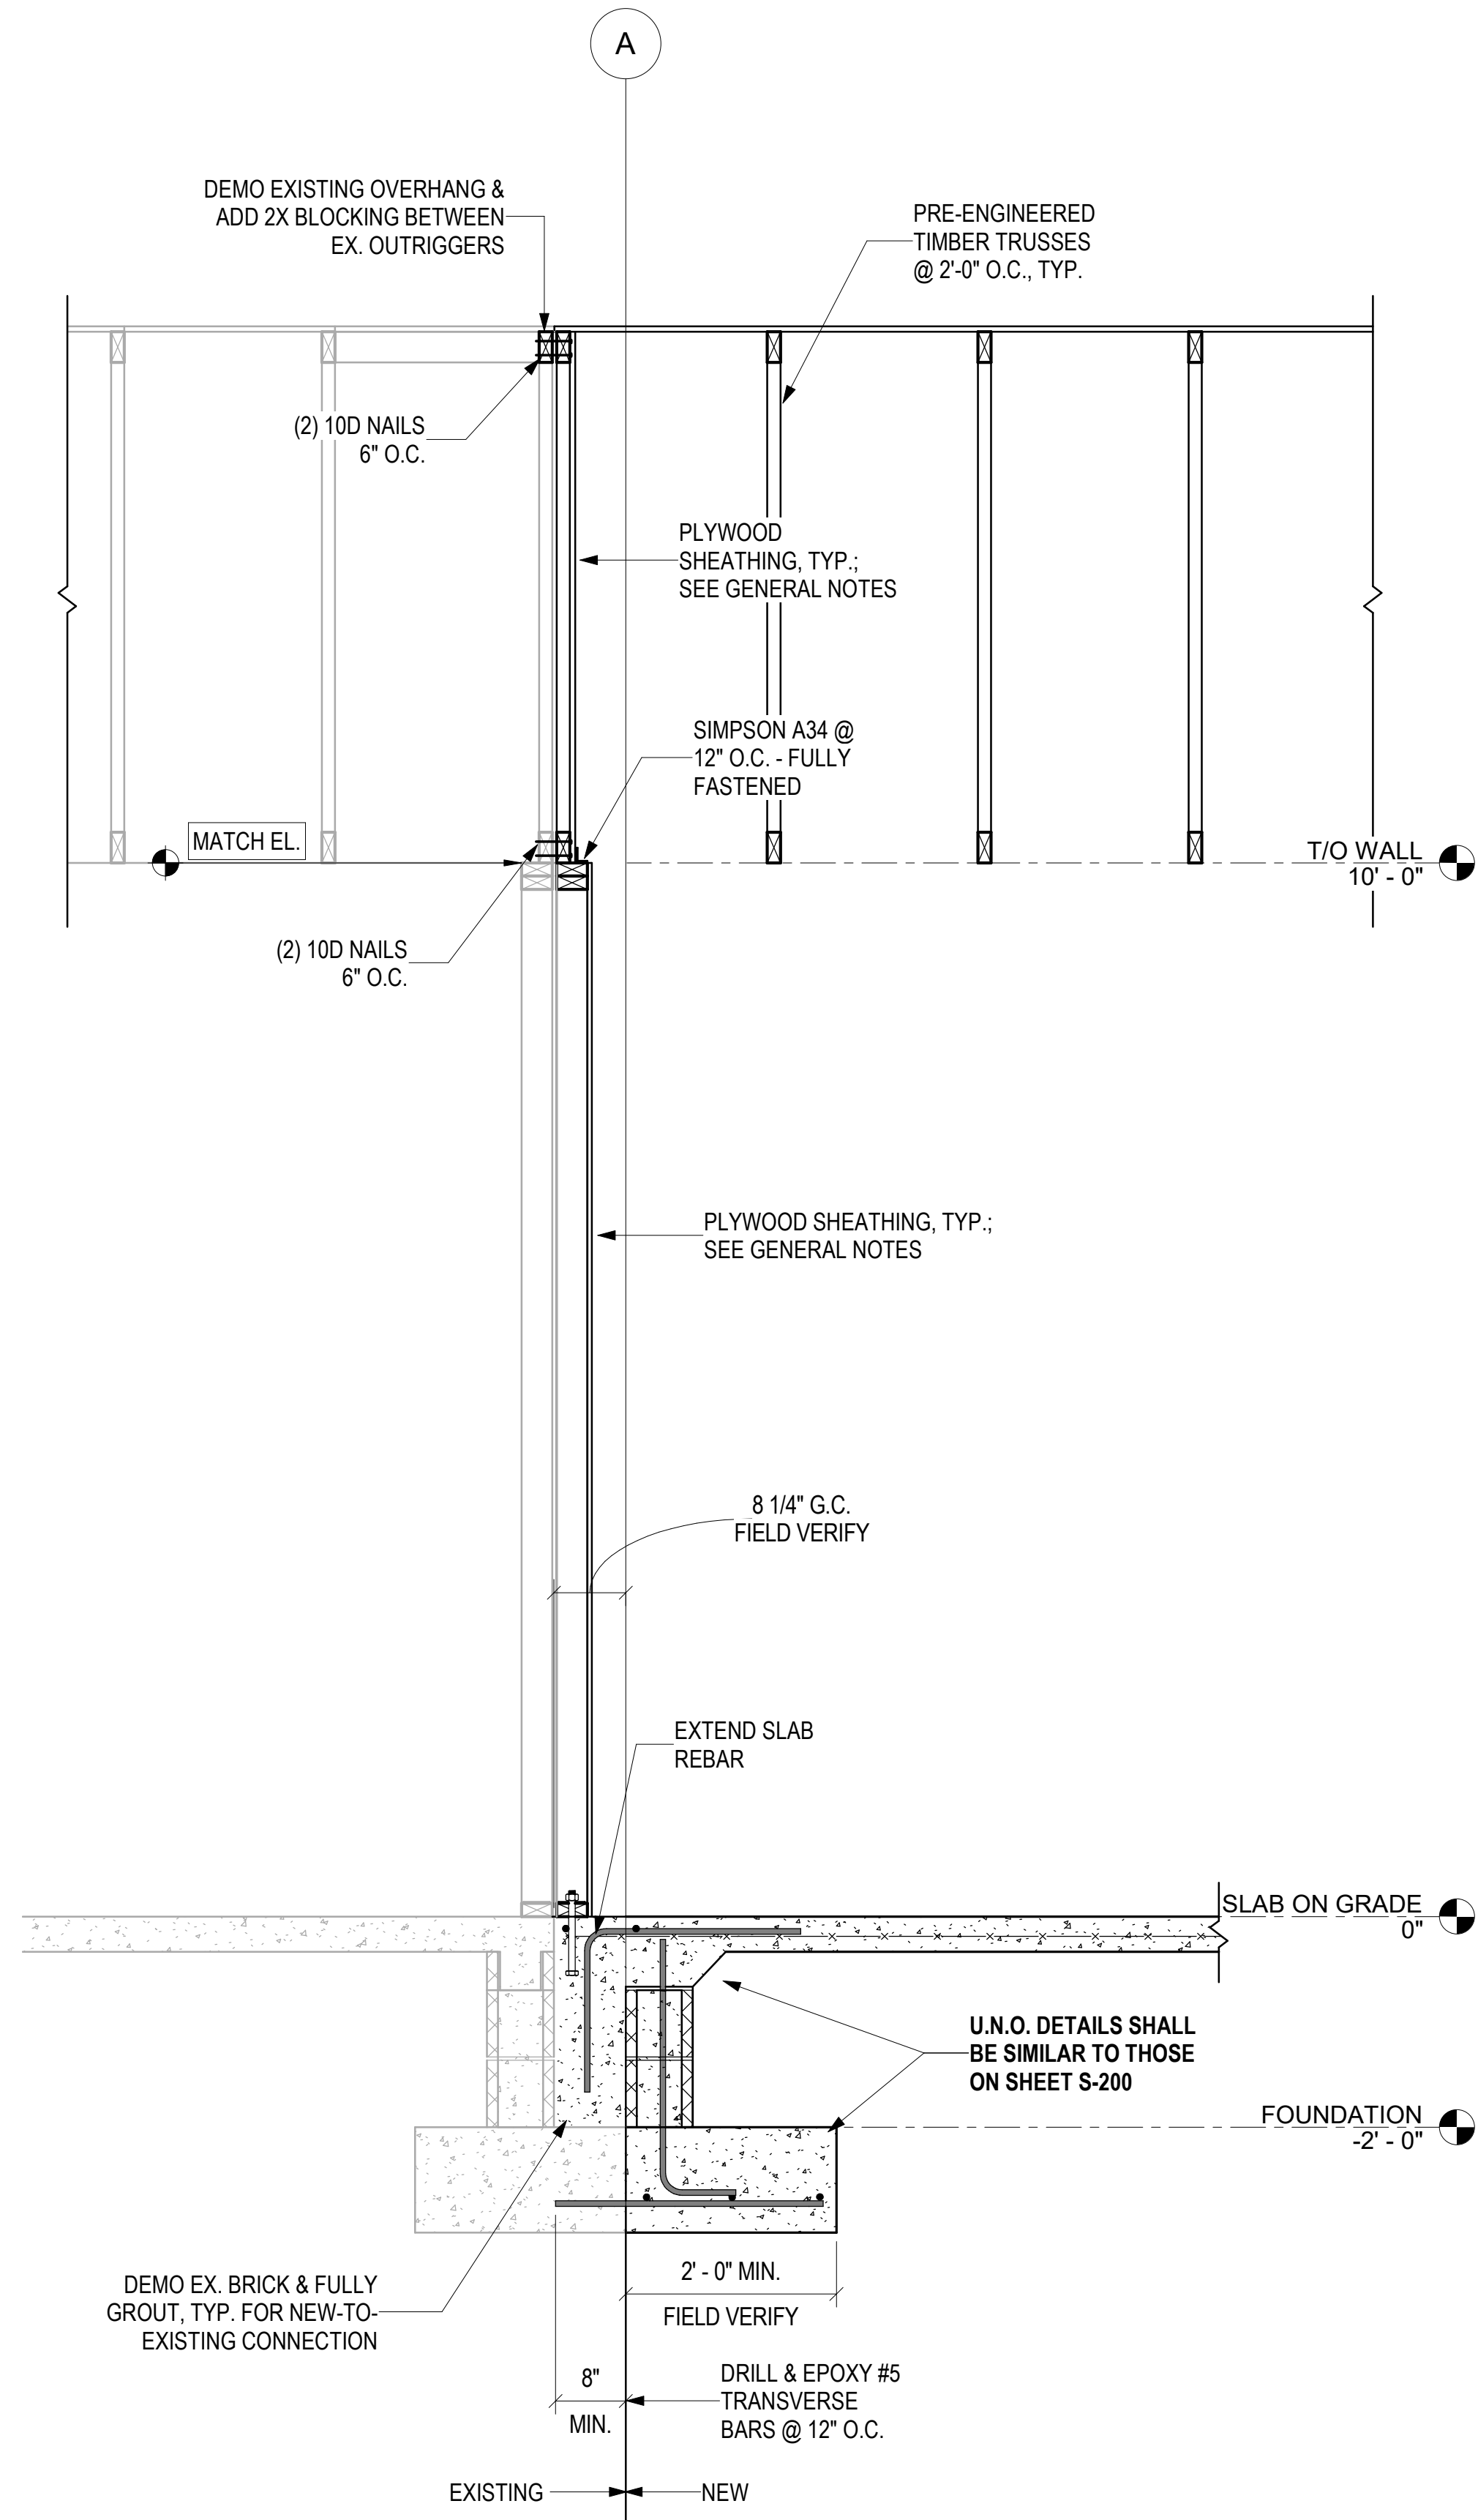 A
DEMO EXISTING OVERHANG &
ADD 2X BLOCKING BETWEEN
EX. OUTRIGGERS
PRE-ENGINEERED
TIMBER TRUSSES
@ 2'-0" O.C., TYP.
(2) 10D NAILS
6" O.C.
PLYWOOD
SHEATHING, TYP.;
SEE GENERAL NOTES
SIMPSON A34 @
12" O.C. - FULLY
FASTENED
MATCH EL.
T/O WALL
10' - 0"
(2) 10D NAILS
6" O.C.
PLYWOOD SHEATHING, TYP.;
SEE GENERAL NOTES
8 1/4" G.C.
FIELD VERIFY
EXTEND SLAB
REBAR
SLAB ON GRADE
0"
U.N.O. DETAILS SHALL
BE SIMILAR TO THOSE
ON SHEET S-200
FOUNDATION
-2' - 0"
DEMO EX. BRICK & FULLY
GROUT, TYP. FOR NEW-TO-
EXISTING CONNECTION
2' - 0" MIN.
FIELD VERIFY
8"
MIN.
DRILL & EPOXY #5
TRANSVERSE
BARS @ 12" O.C.
EXISTING
NEW